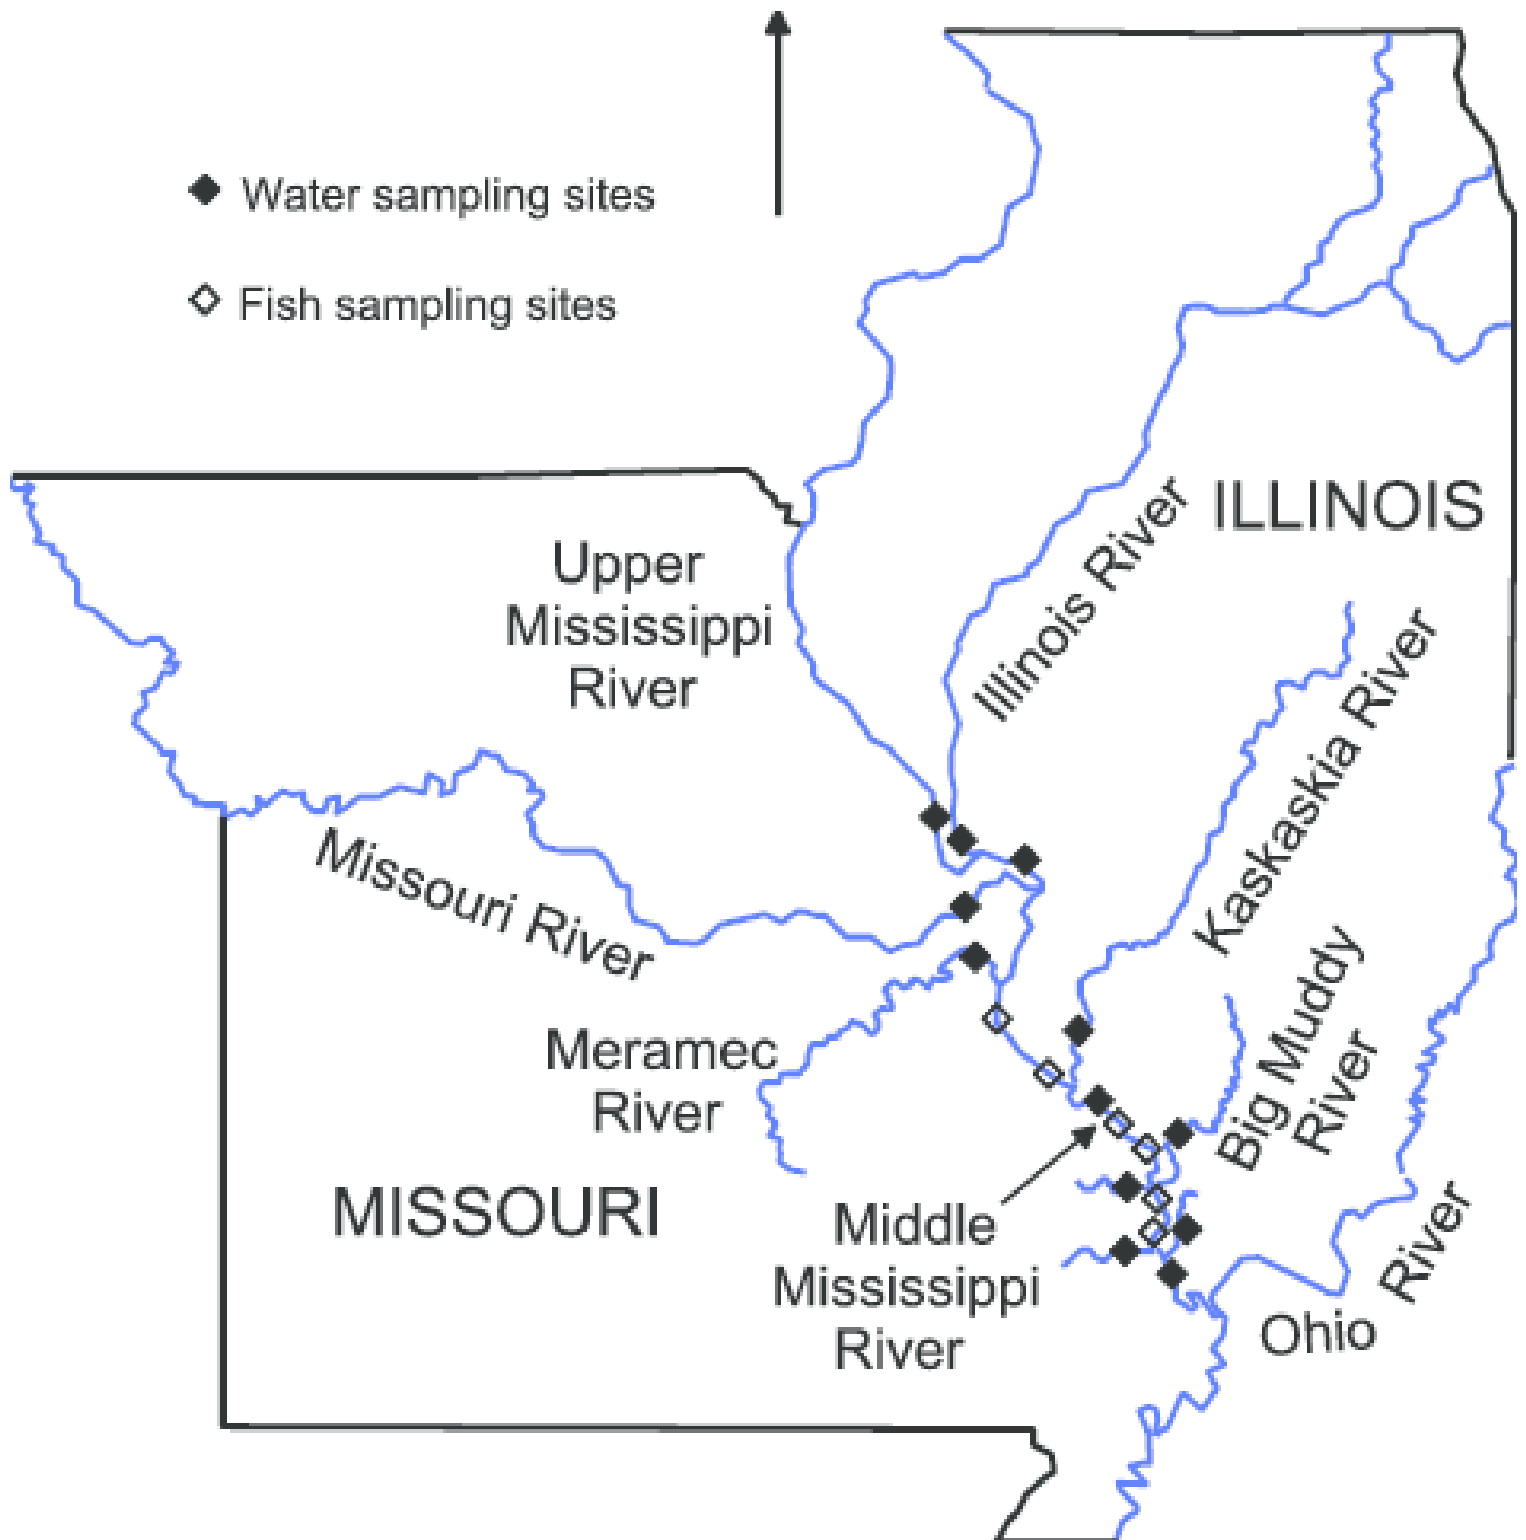 Water sampling sites
Fish sampling sites
ILLINOIS
Upper
Mississippi
River
Illinois River
Kaskaskia River
Missouri River
Big Muddy
River
Meramec
River
MISSOURI
Middle
Mississippi
River
Ohio
River